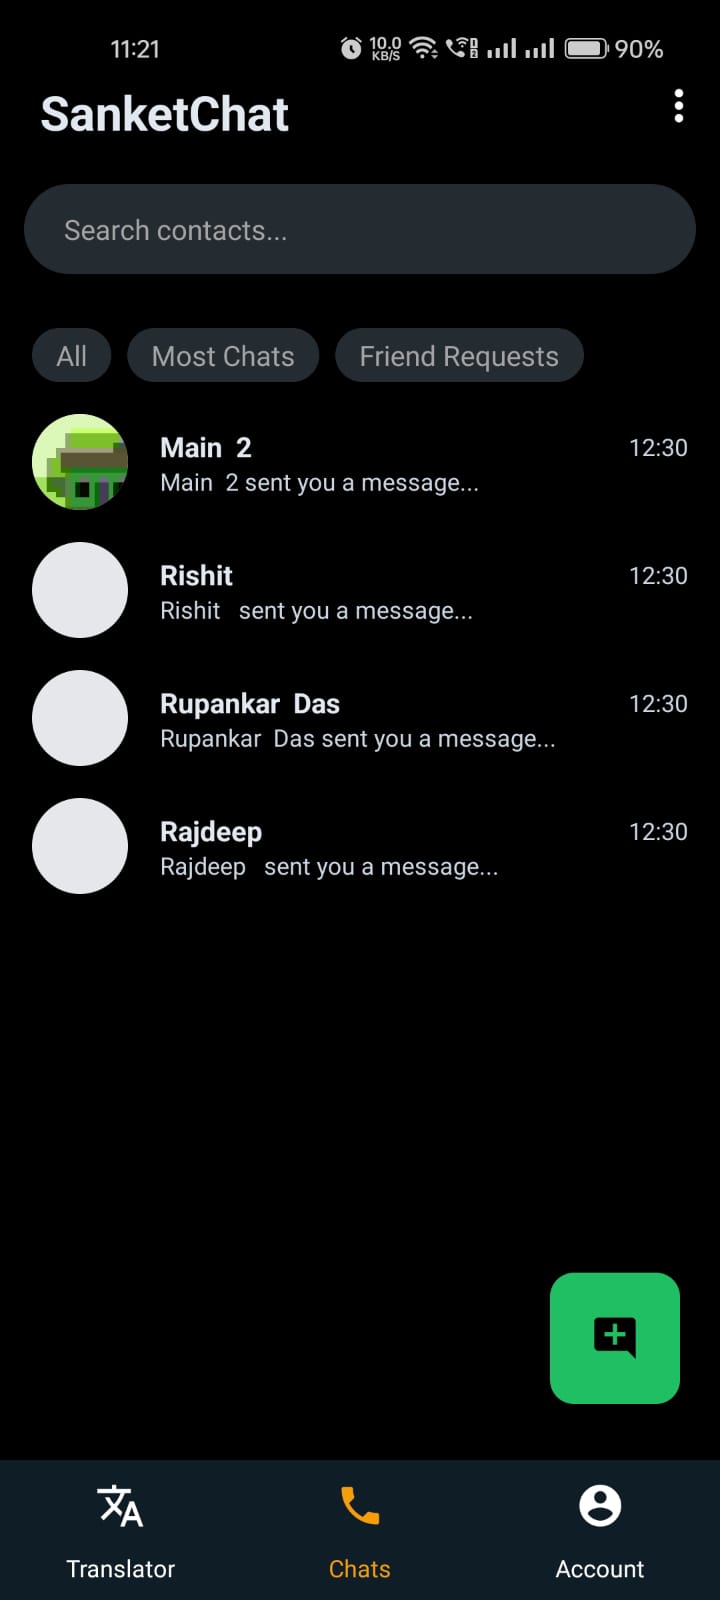 11:21 10.0 KB/S 90%
SanketChat
Search contacts...
All Most Chats Friend Requests
Main 2 12:30
Main 2 sent you a message...
Rishit 12:30
Rishit sent you a message...
Rupankar Das 12:30
Rupankar Das sent you a message...
Rajdeep 12:30
Rajdeep sent you a message...
Translator Chats Account